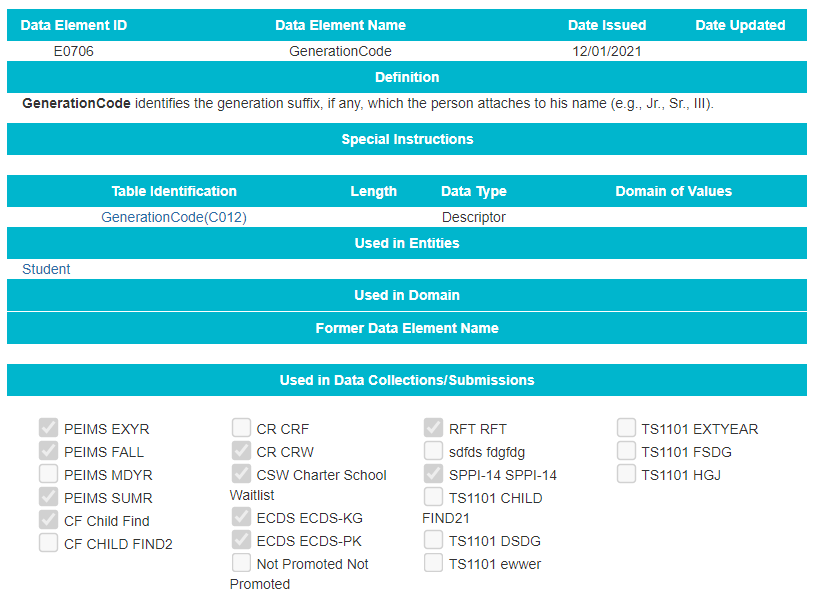 Data Element ID Data Element Name Date Issued Date Updated
E0706 GenerationCode 12/01/2021
Definition
GenerationCode identifies the generation suffix, if any, which the person attaches to his name (e.g., Jr., Sr., III).
Special Instructions
Table Identification Length Data Type Domain of Values
GenerationCode(C012) Descriptor
Used in Entities
Student
Used in Domain
Former Data Element Name
Used in Data Collections/Submissions
PEIMS EXYR
PEIMS FALL
PEIMS MDYR
PEIMS SUMR
CF Child Find
CF CHILD FIND2
CR CRF
CR CRW
CSW Charter School
Waitlist
ECDS ECDS-KG
ECDS ECDS-PK
Not Promoted Not
Promoted
RFT RFT
sdfds fdgfdg
SPPI-14 SPPI-14
TS1101 CHILD
FIND21
TS1101 DSDG
TS1101 ewwer
TS1101 EXTYEAR
TS1101 FSDG
TS1101 HGJ